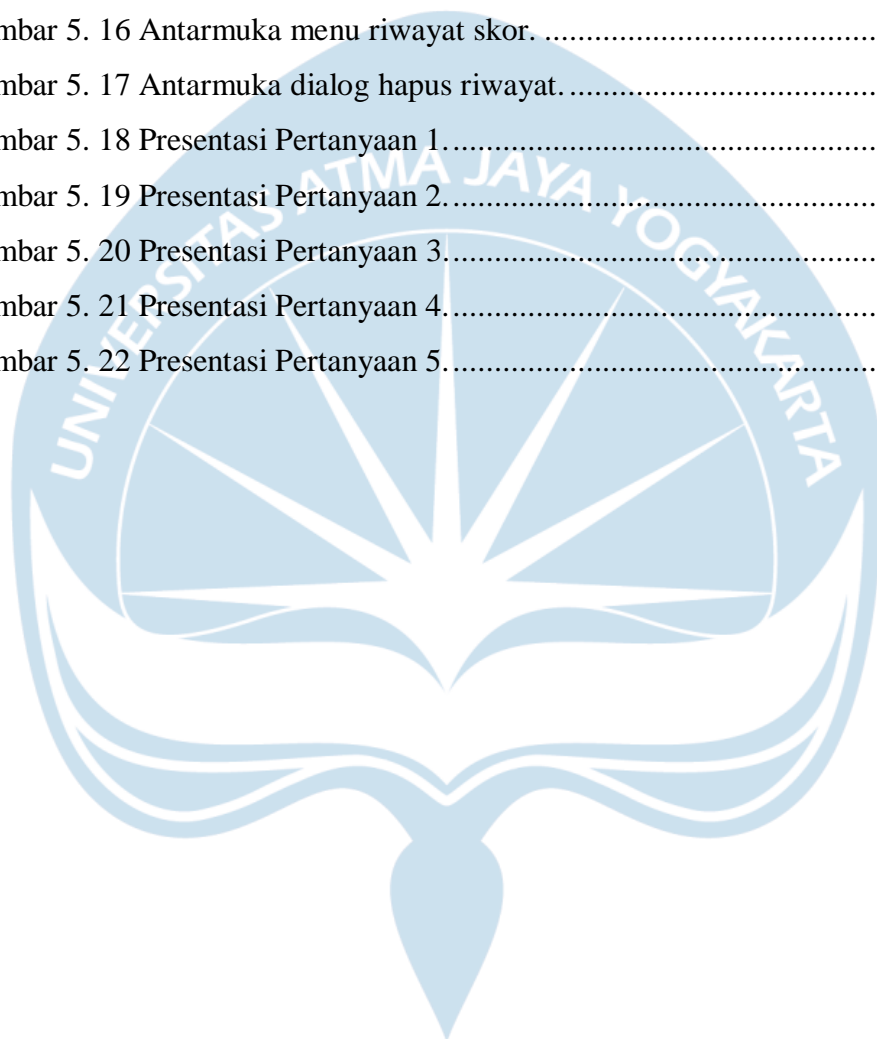 mbar 5. 16 Antarmuka menu riwayat skor. ........................................
mbar 5. 17 Antarmuka dialog hapus riwayat. .....................................
mbar 5. 18 Presentasi Pertanyaan 1. ....................................................
mbar 5. 19 Presentasi Pertanyaan 2. ....................................................
mbar 5. 20 Presentasi Pertanyaan 3. ....................................................
mbar 5. 21 Presentasi Pertanyaan 4. ....................................................
mbar 5. 22 Presentasi Pertanyaan 5. ....................................................
UNIVERSITAS ATMA JAYA YOGYAKARTA